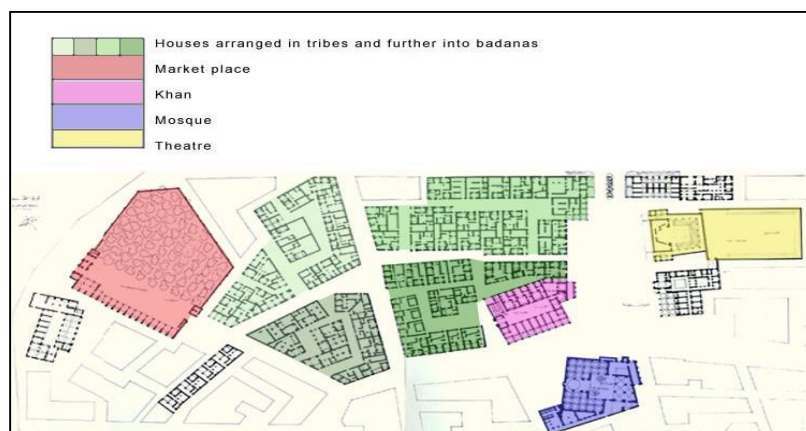 Houses arranged in tribes and further into badanas
Market place
Khan
Mosque
Theatre